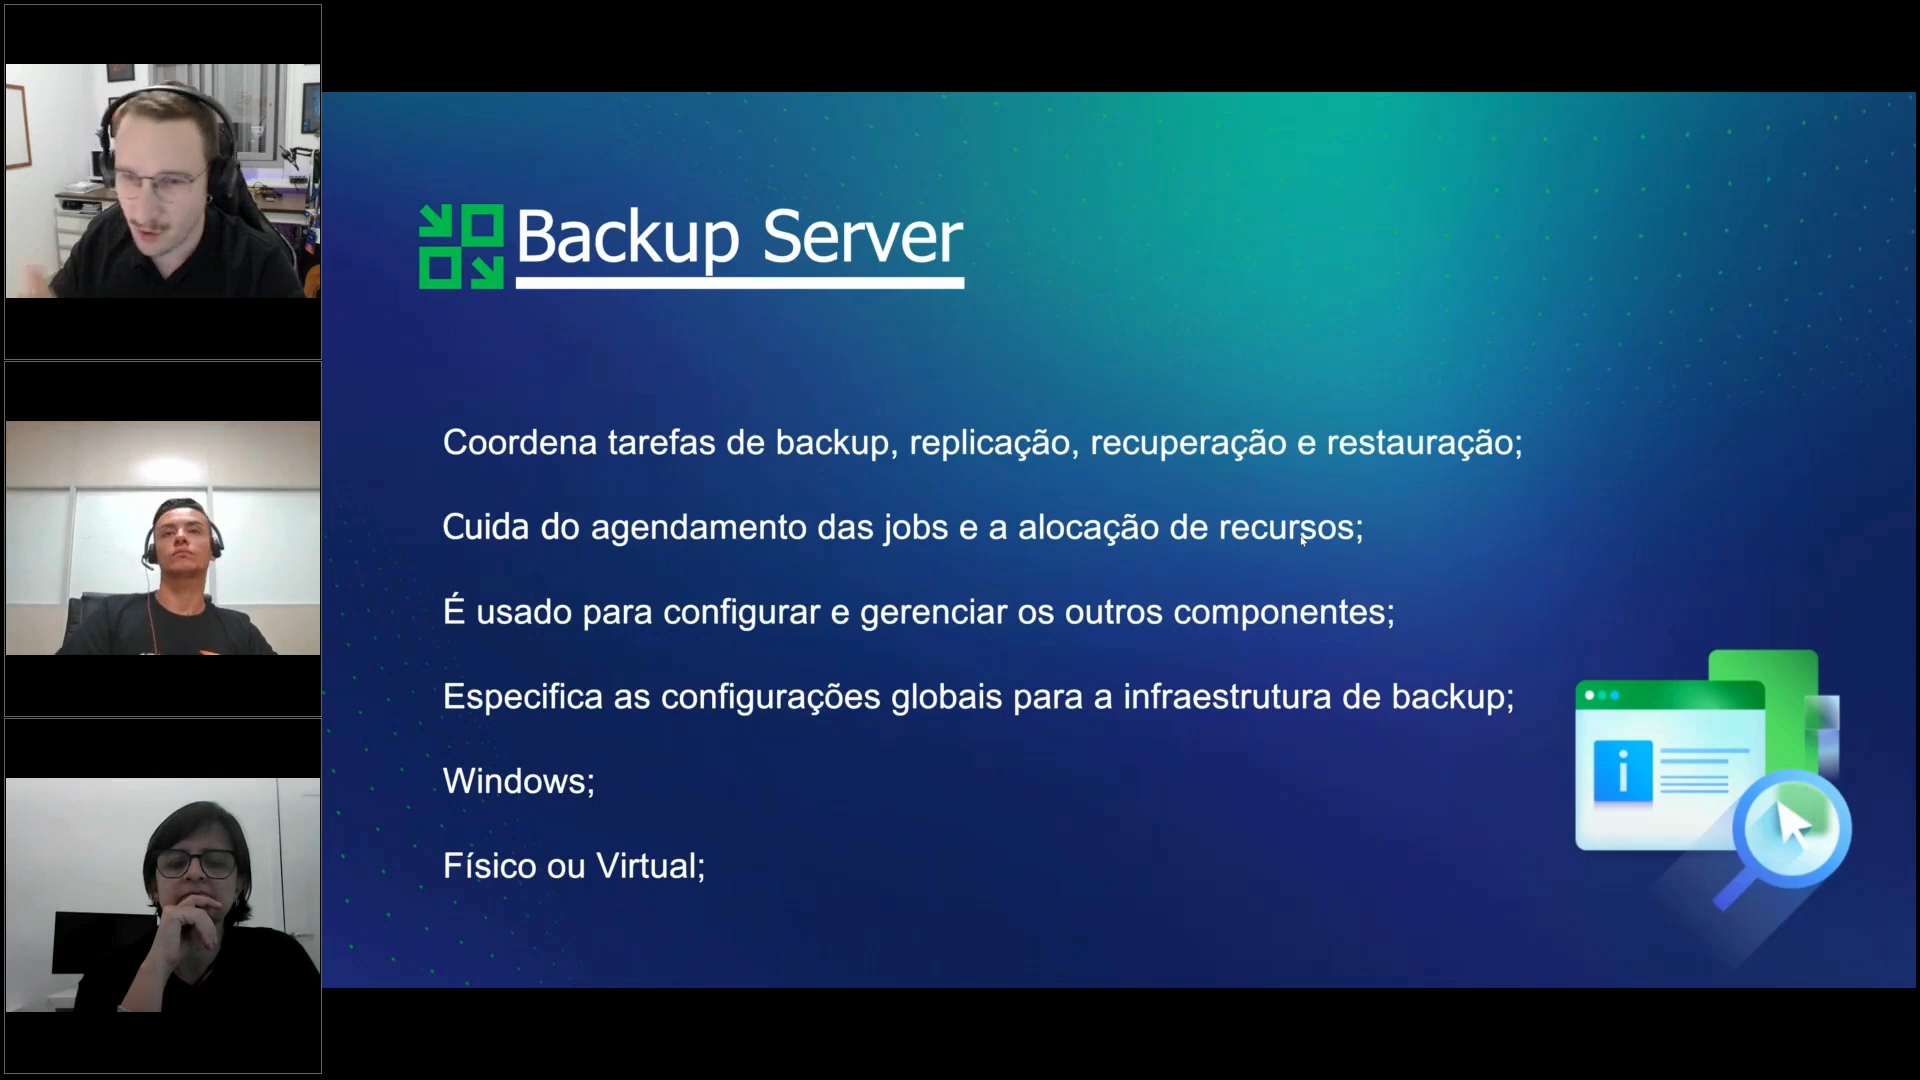 Backup Server
Coordena tarefas de backup, replicação, recuperação e restauração;
Cuida do agendamento das jobs e a alocação de recursos;
É usado para configurar e gerenciar os outros componentes;
Especifica as configurações globais para a infraestrutura de backup;
Windows;
Físico ou Virtual;